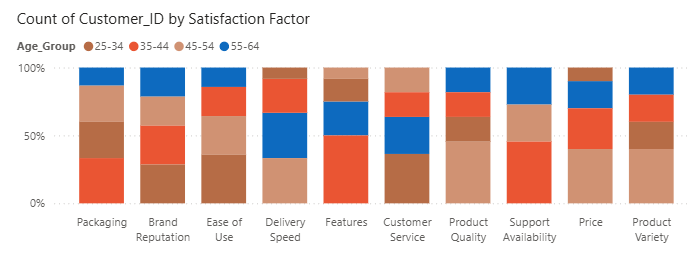 Count of Customer_ID by Satisfaction Factor
Age_Group 25-34 35-44 45-54 55-64
100%
50%
0%
Packaging Brand Reputation Ease of Use Delivery Speed Features Customer Service Product Quality Support Availability Price Product Variety